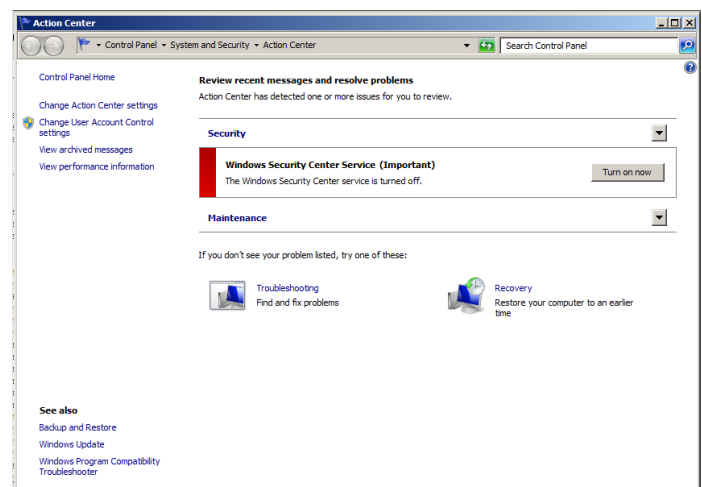 Action Center
Control Panel System and Security Action Center
Search Control Panel
Control Panel Home
Change Action Center settings
Change User Account Control
settings
View archived messages
View performance information
Review recent messages and resolve problems
Action Center has detected one or more issues for you to review.
Security
Windows Security Center Service (Important)
The Windows Security Center service is turned off.
Turn on now
Maintenance
If you don't see your problem listed, try one of these:
Troubleshooting
Find and fix problems
Recovery
Restore your computer to an earlier
time
See also
Backup and Restore
Windows Update
Windows Program Compatibility
Troubleshooter